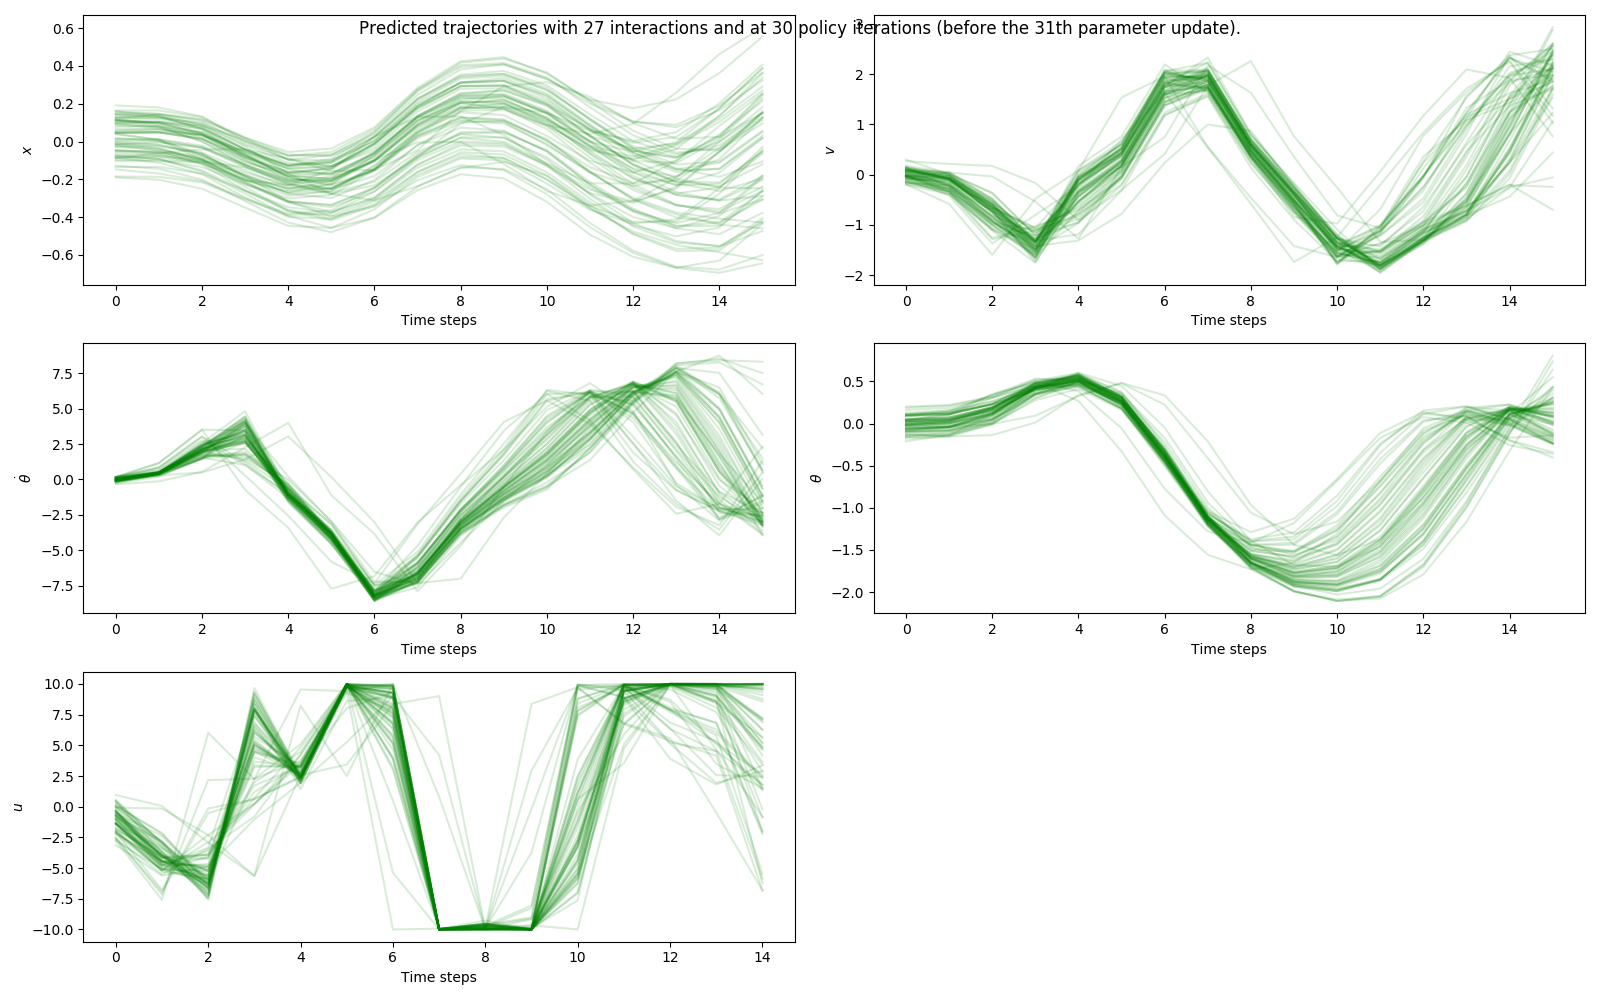 Predicted trajectories with 27 interactions and at 30 policy iterations (before the 31th parameter update).
0.6
0.4
0.2
0.0
−0.2
−0.4
−0.6
x
0 2 4 6 8 10 12 14
Time steps
3
2
1
0
−1
−2
v
0 2 4 6 8 10 12 14
Time steps
7.5
5.0
2.5
0.0
−2.5
−5.0
−7.5
θ̇
0 2 4 6 8 10 12 14
Time steps
0.5
0.0
−0.5
−1.0
−1.5
−2.0
θ
0 2 4 6 8 10 12 14
Time steps
10.0
7.5
5.0
2.5
0.0
−2.5
−5.0
−7.5
−10.0
u
0 2 4 6 8 10 12 14
Time steps